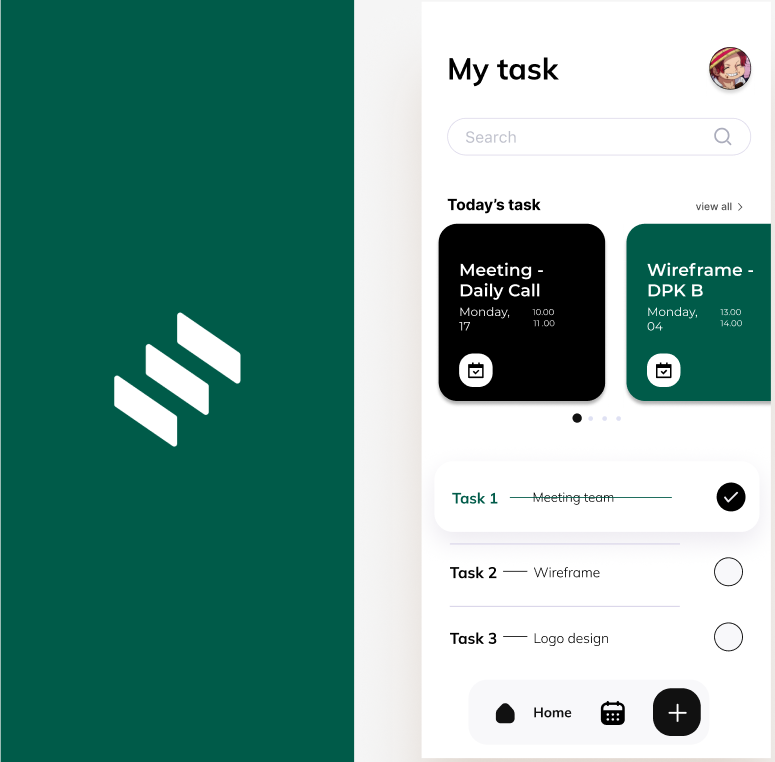 My task
Search
Today's task
view all >
Meeting -
Daily Call
Monday,
17
10.00
11 .00
Wireframe -
DPK B
Monday,
04
13.00
14.00
Task 1
Meeting team
Task 2
Wireframe
Task 3
Logo design
Home